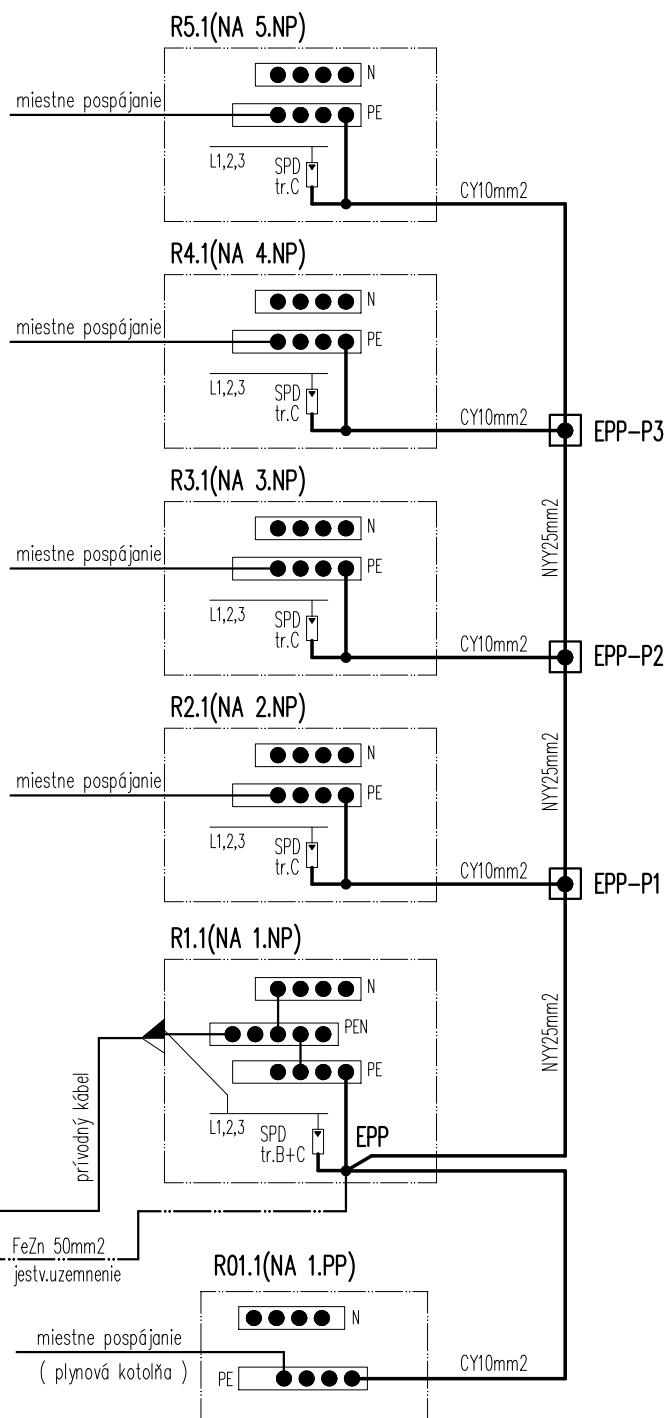 R5.1(NA 5.NP)
N
miestne pospájanie
PE
L1,2,3
SPD
tr.C
CY10mm2
R4.1(NA 4.NP)
N
miestne pospájanie
PE
L1,2,3
SPD
tr.C
CY10mm2
EPP-P3
R3.1(NA 3.NP)
N
NYY25mm2
miestne pospájanie
PE
L1,2,3
SPD
tr.C
CY10mm2
EPP-P2
R2.1(NA 2.NP)
N
NYY25mm2
miestne pospájanie
PE
L1,2,3
SPD
tr.C
CY10mm2
EPP-P1
R1.1(NA 1.NP)
N
PEN
NYY25mm2
PE
prívodný kábel
L1,2,3
SPD
tr.B+C
EPP
FeZn 50mm2
jestv.uzemnenie
R01.1(NA 1.PP)
N
miestne pospájanie
( plynová kotolňa )
PE
CY10mm2